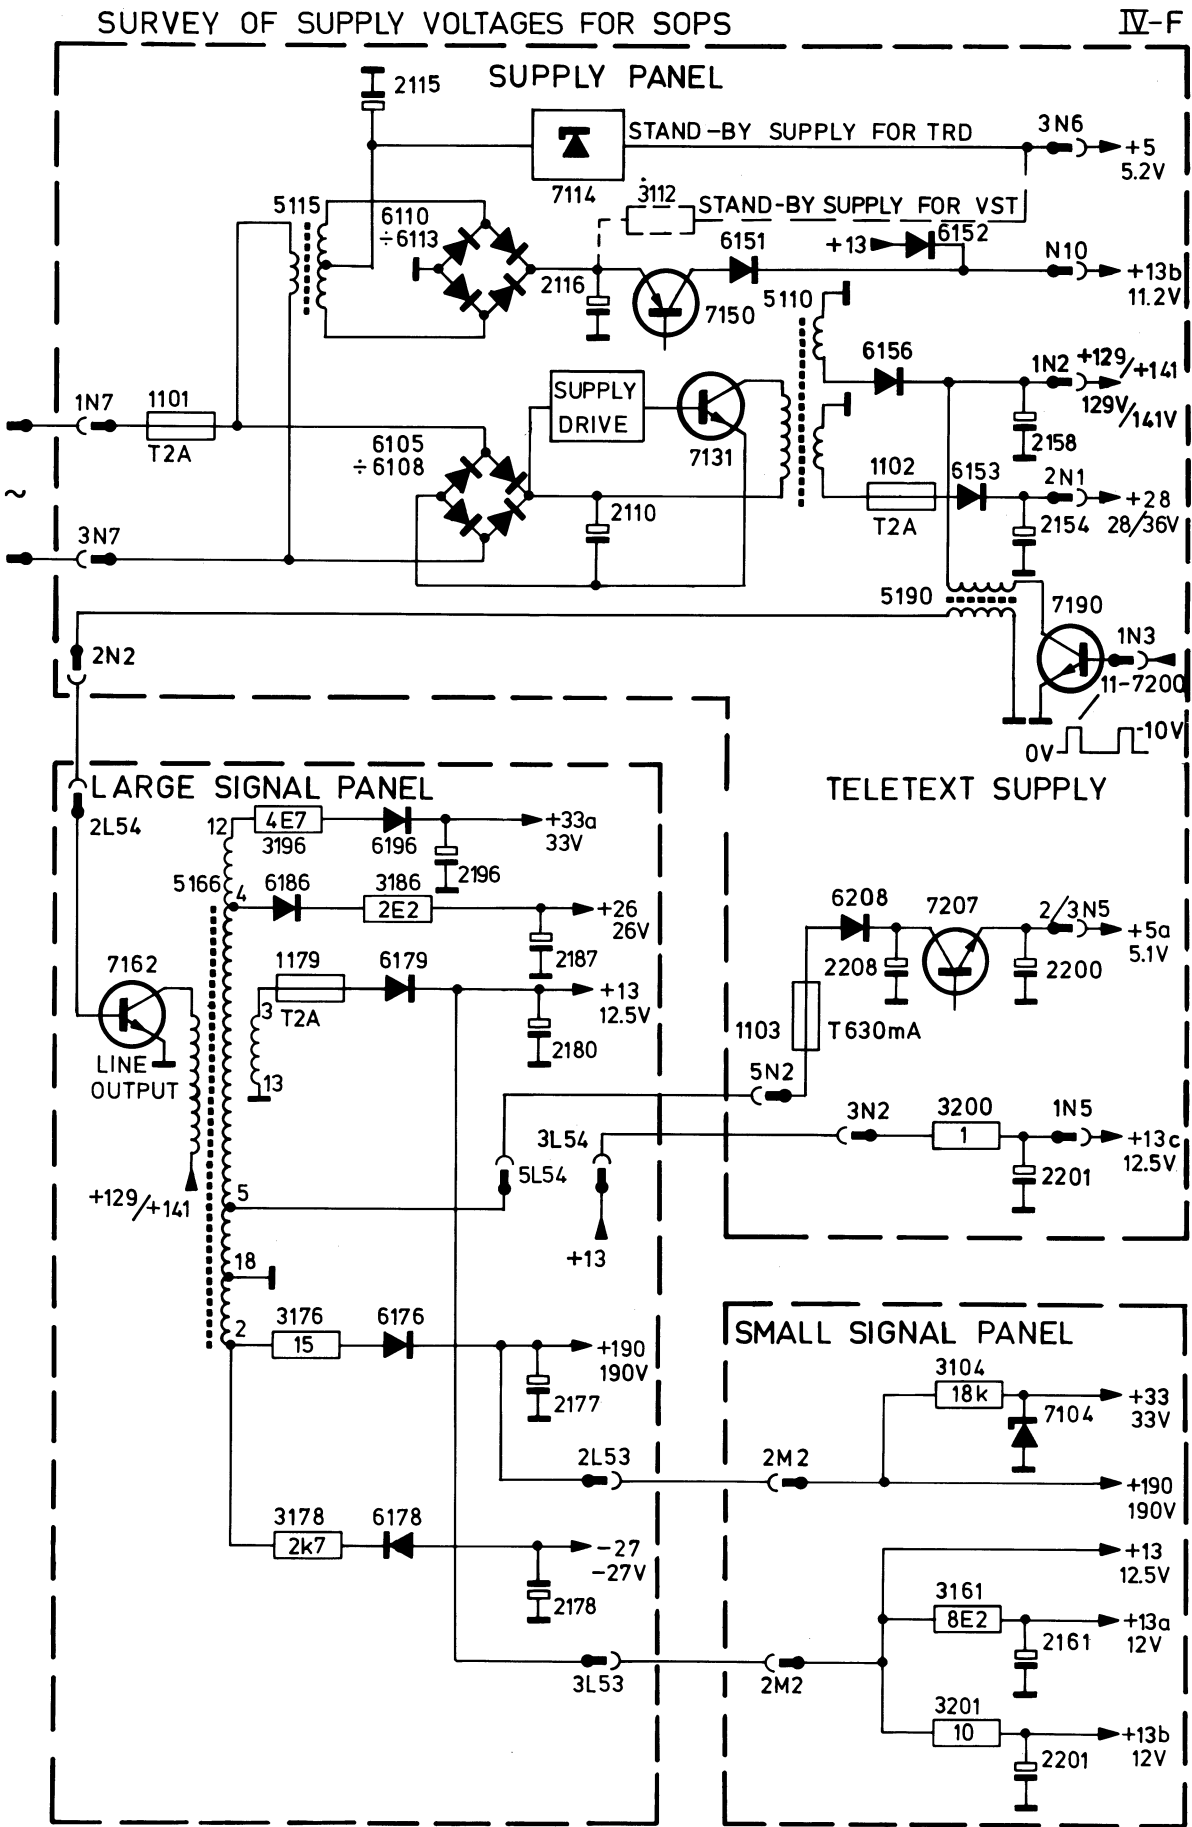 SURVEY OF SUPPLY VOLTAGES FOR SOPS
IV-F
SUPPLY PANEL
2115
STAND-BY SUPPLY FOR TRD
3N6
+5
5.2V
7114
3112
STAND-BY SUPPLY FOR VST
5115
6110
÷6113
6151
+13
6152
N10
+13b
11.2V
2116
7150
5110
6156
1N2
+129/+141
129V/141V
2158
SUPPLY
DRIVE
7131
1N7
1101
T2A
6105
÷6108
2110
1102
T2A
6153
2N1
+28
28/36V
2154
~
3N7
5190
7190
1N3
11-7200
2N2
0V
-10V
LARGE SIGNAL PANEL
TELETEXT SUPPLY
2L54
12
4E7
3196
6196
+33a
33V
2196
5166
4
6186
3186
2E2
+26
26V
2187
6208
7207
2/3N5
+5a
5.1V
2208
2200
7162
1179
T2A
6179
3
+13
12.5V
2180
13
LINE
OUTPUT
1103
T630mA
5N2
3N2
3200
1
1N5
+13c
12.5V
2201
3L54
5L54
+13
+129/+141
5
18
2
3176
15
6176
+190
190V
2177
SMALL SIGNAL PANEL
3104
18k
+33
33V
7104
2L53
2M2
+190
190V
3178
2k7
6178
-27
-27V
2178
+13
12.5V
3161
8E2
+13a
12V
2161
3L53
2M2
3201
10
+13b
12V
2201